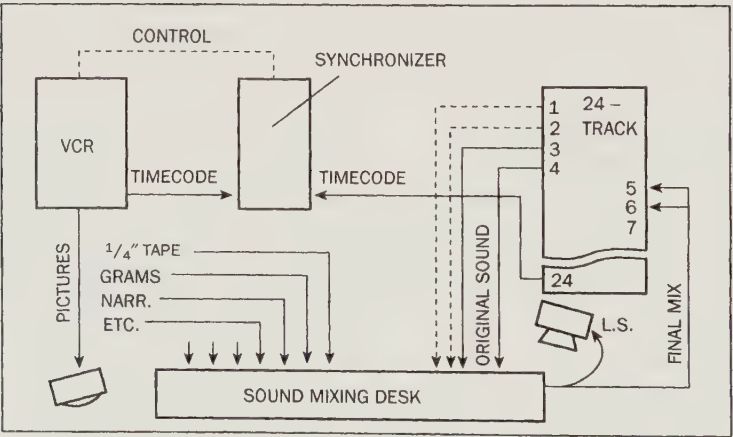 CONTROL
SYNCHRONIZER
VCR
TIMECODE
TIMECODE
1
2
3
4
24 –
TRACK
5
6
7
24
PICTURES
1/4" TAPE
GRAMS
NARR.
ETC.
ORIGINAL SOUND
L.S.
FINAL MIX
SOUND MIXING DESK